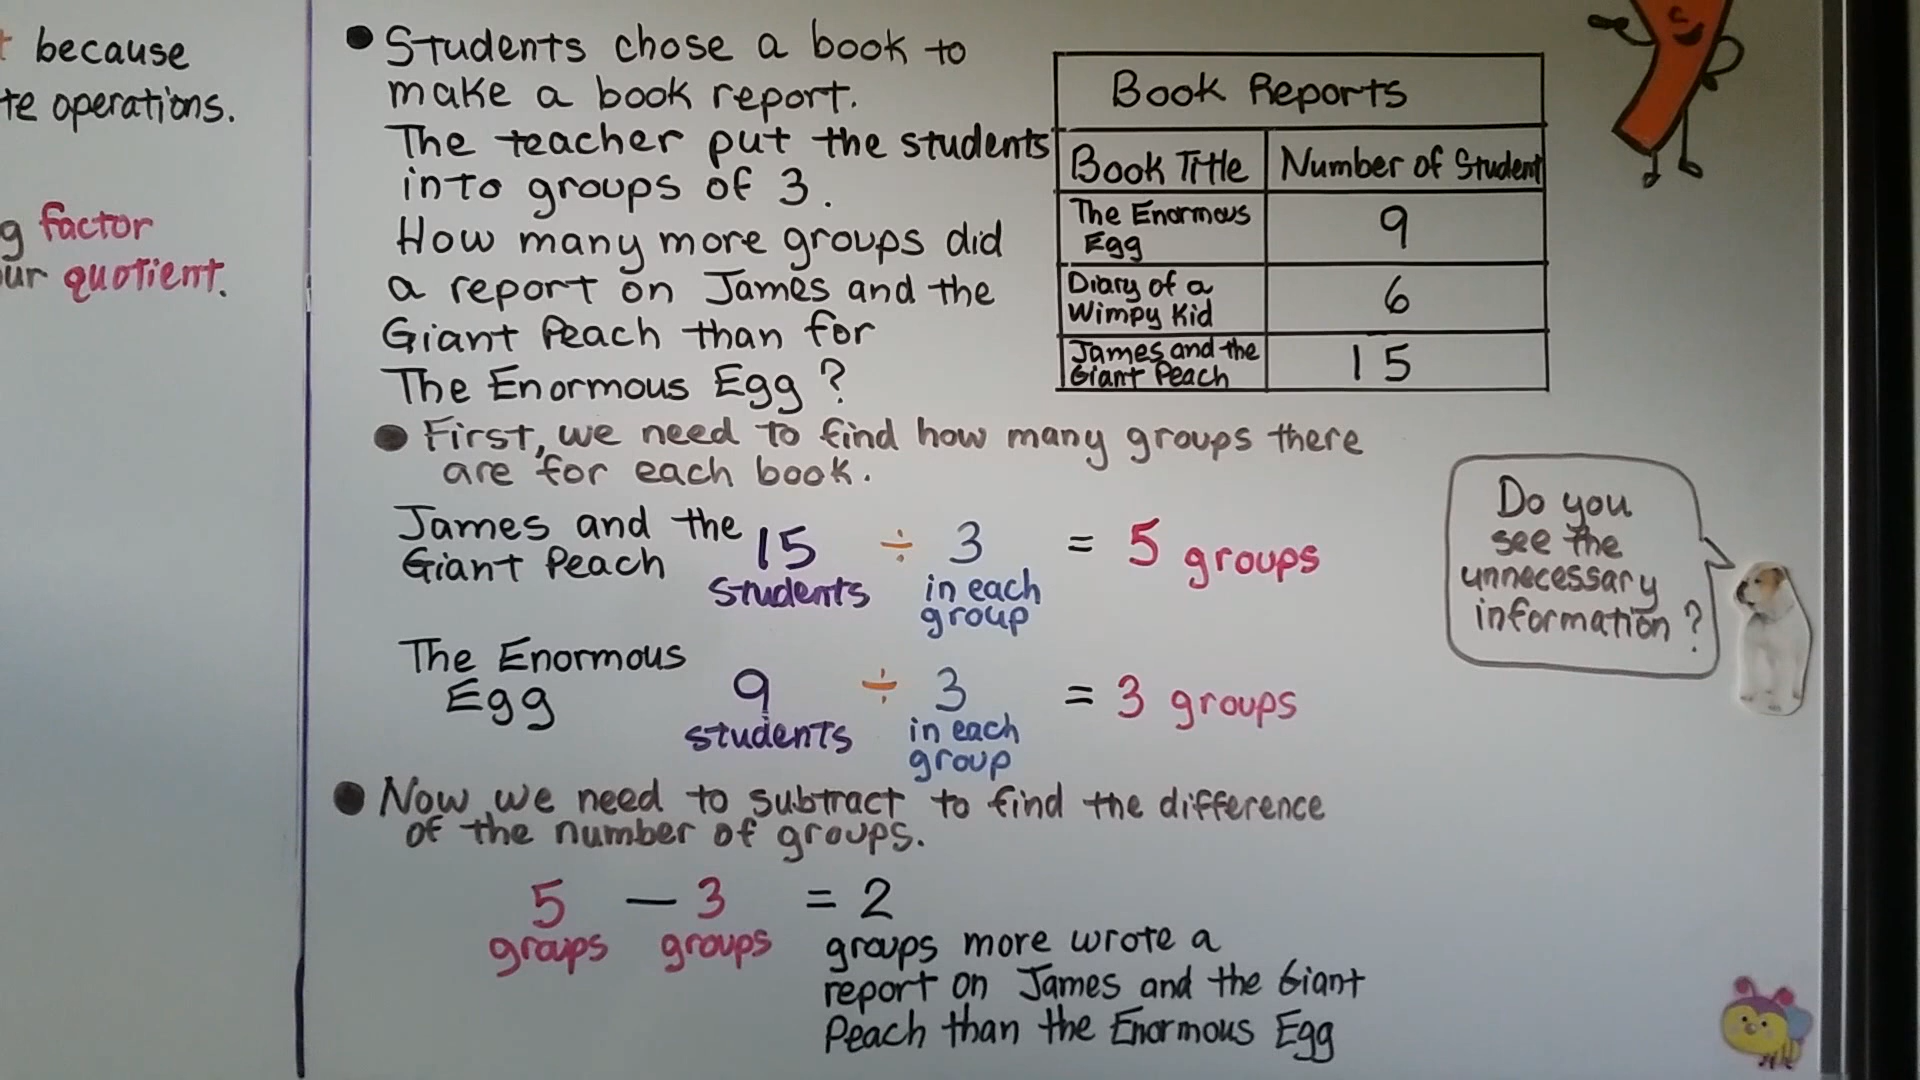 because
te operations.
factor
quotient.
Students chose a book to
make a book report.
The teacher put the students
into groups of 3.
How many more groups did
a report on James and the
Giant Peach than for
The Enormous Egg?
Book Reports
Book Title Number of Student
The Enormous
Egg
9
Diary of a
Wimpy Kid
6
James and the
Giant Peach
15
First, we need to find how many groups there
are for each book.
James and the
Giant Peach
15 ÷ 3 = 5 groups
students in each
group
The Enormous
Egg
9 ÷ 3 = 3 groups
students in each
group
Do you
see the
unnecessary
information?
Now we need to subtract to find the difference
of the number of groups.
5 — 3 = 2
groups groups groups more wrote a
report on James and the Giant
Peach than the Enormous Egg